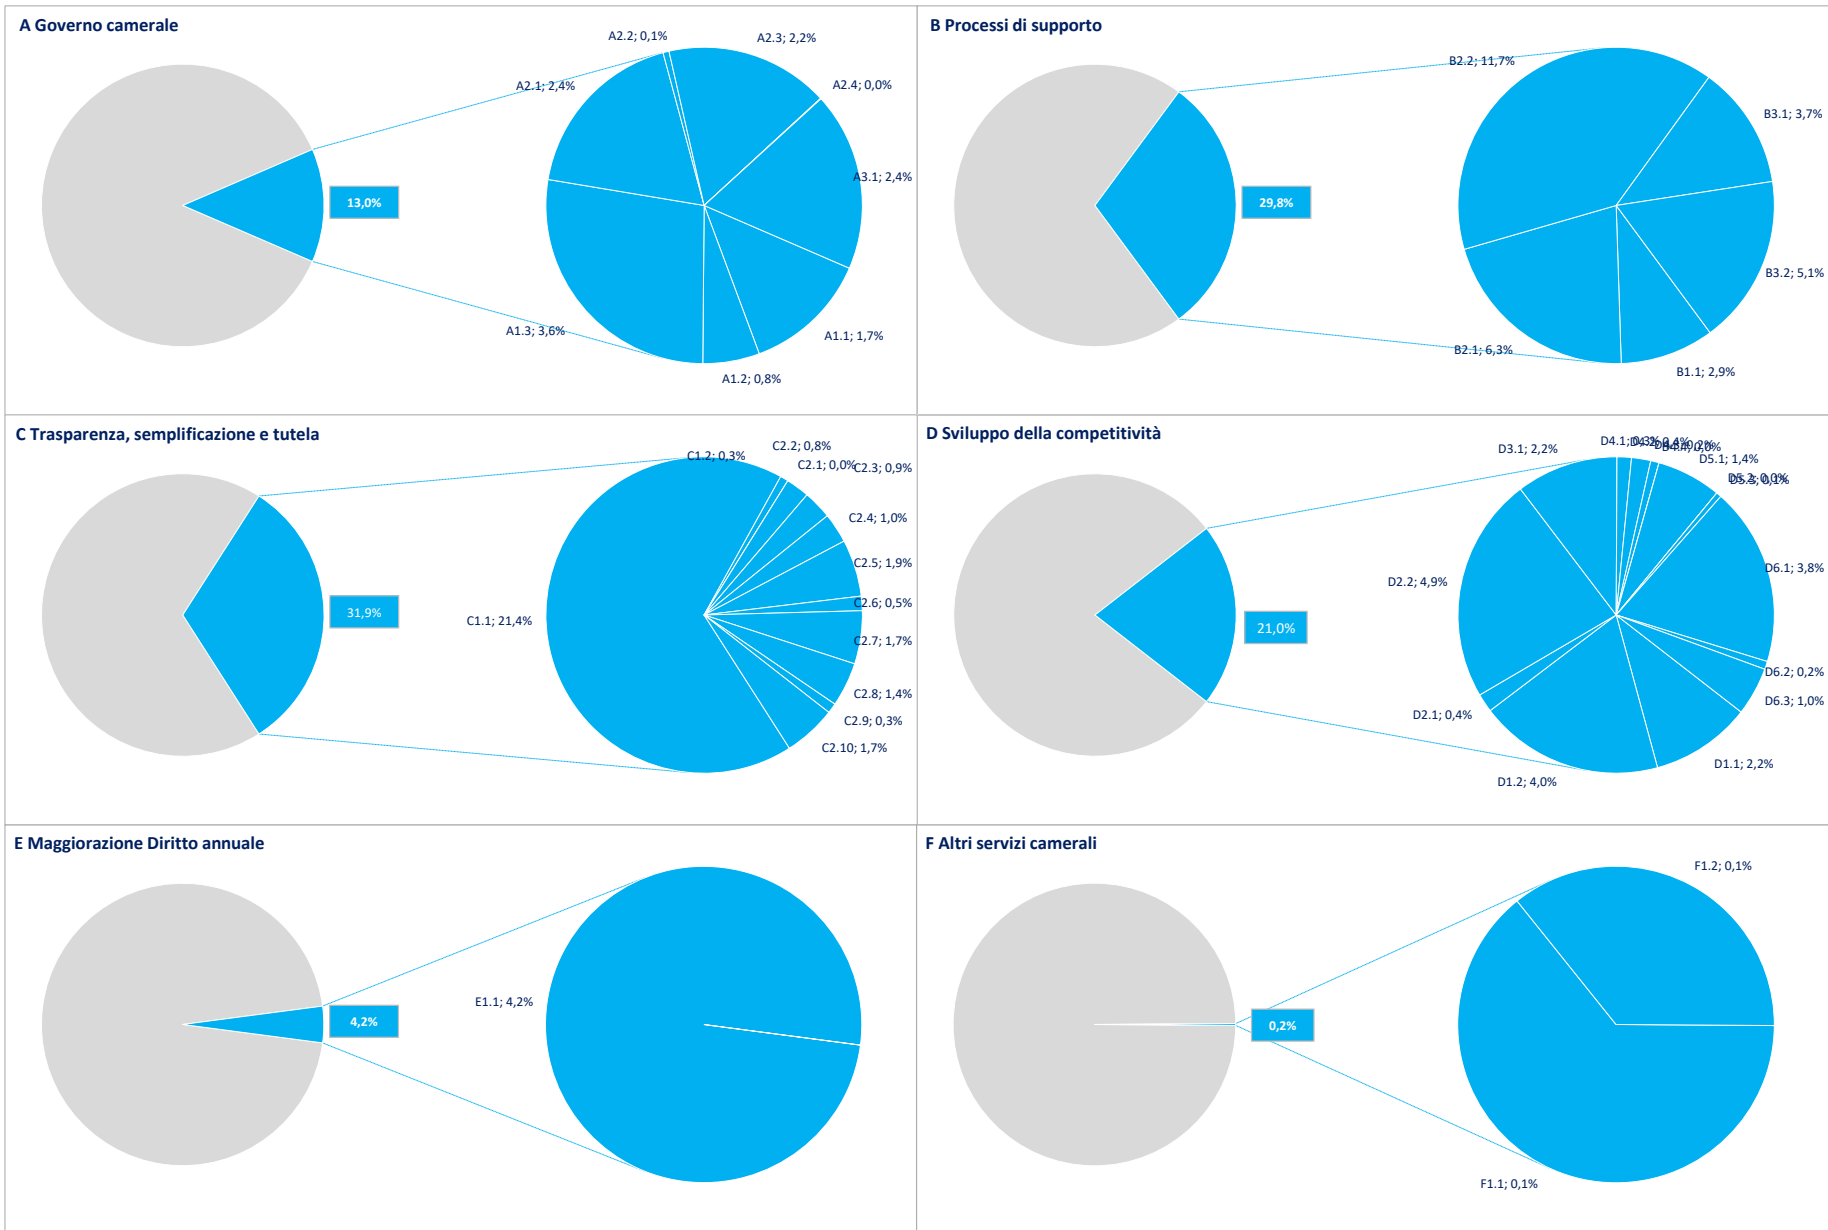 A Governo camerale
A2.2; 0,1%
A2.3; 2,2%
A2.1; 2,4%
A2.4; 0,0%
A3.1; 2,4%
13,0%
A1.3; 3,6%
A1.1; 1,7%
A1.2; 0,8%
B Processi di supporto
B2.2; 11,7%
B3.1; 3,7%
29,8%
B3.2; 5,1%
B2.1; 6,3%
B1.1; 2,9%
C Trasparenza, semplificazione e tutela
C1.2; 0,3%
C2.2; 0,8%
C2.1; 0,0%
C2.3; 0,9%
C2.4; 1,0%
C2.5; 1,9%
C2.6; 0,5%
31,9%
C1.1; 21,4%
C2.7; 1,7%
C2.8; 1,4%
C2.9; 0,3%
C2.10; 1,7%
D Sviluppo della competitività
D3.1; 2,2%
D4.1; 0,3%
D5.1; 1,4%
D5.3; 0,1%
D2.2; 4,9%
D6.1; 3,8%
21,0%
D6.2; 0,2%
D6.3; 1,0%
D2.1; 0,4%
D1.1; 2,2%
D1.2; 4,0%
E Maggiorazione Diritto annuale
E1.1; 4,2%
4,2%
F Altri servizi camerali
F1.2; 0,1%
0,2%
F1.1; 0,1%